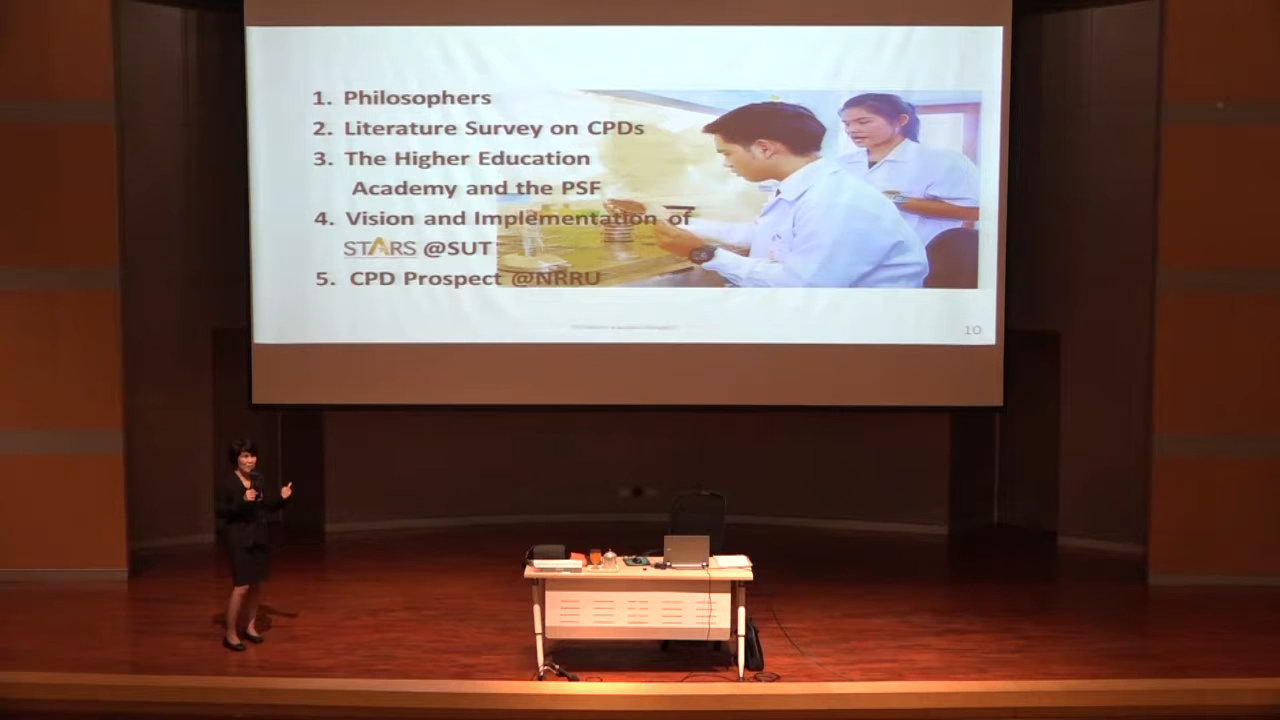 1. Philosophers
2. Literature Survey on CPDs
3. The Higher Education
Academy and the PSF
4. Vision and Implementation of
STARS @SUT
5. CPD Prospect @NRRU
10